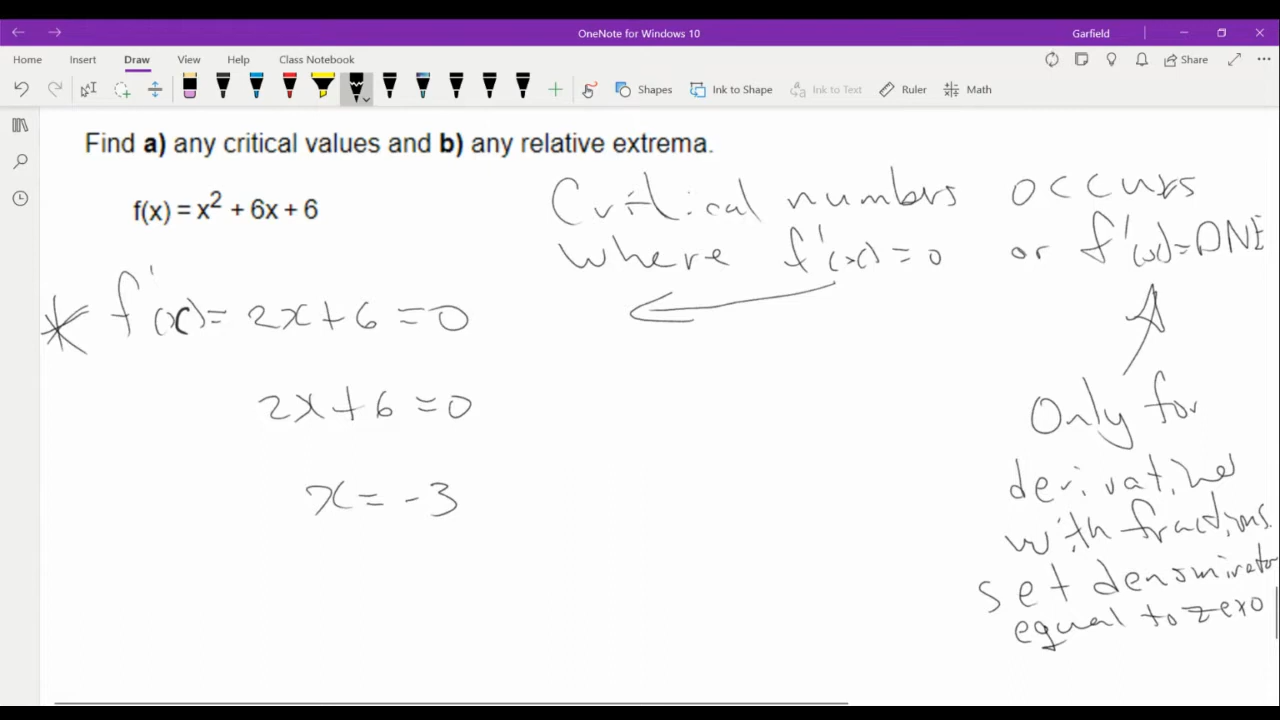 OneNote for Windows 10
Garfield
Home Insert Draw View Help Class Notebook
Share
Shapes Ink to Shape Ink to Text Ruler Math
Find a) any critical values and b) any relative extrema.
f(x) = x² + 6x + 6
Critical numbers occurs
where f'(x) = 0 or f'(x) = DNE
* f'(x) = 2x + 6 = 0
2x + 6 = 0
x = -3
Only for
derivatives
with fractions
set denominator
equal to zero